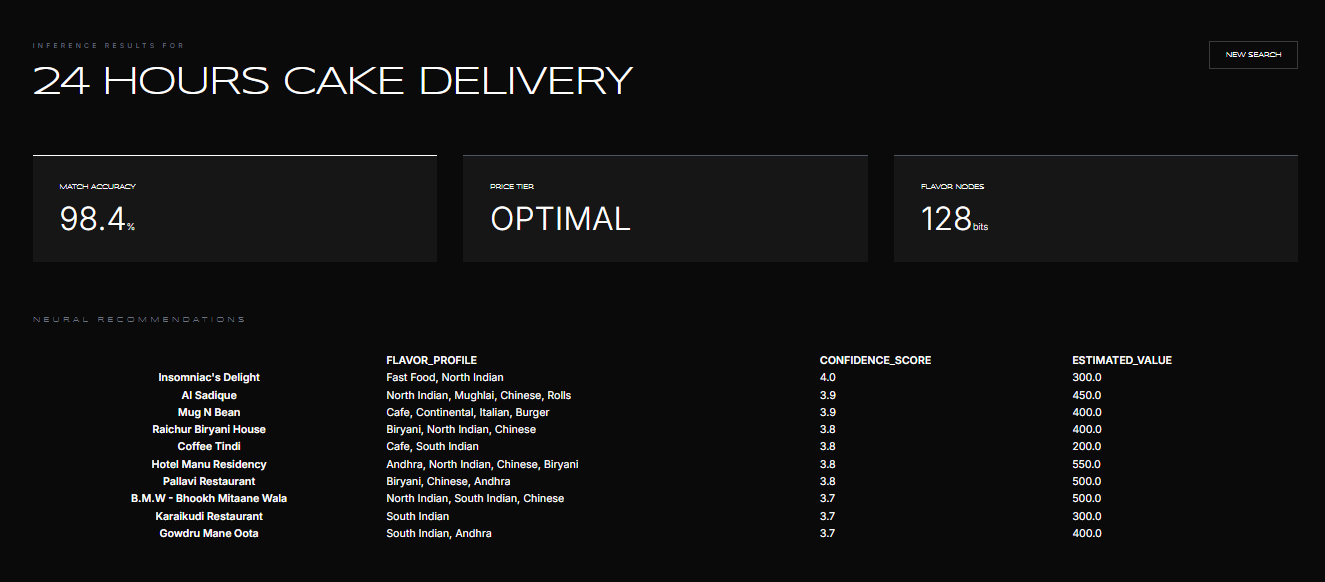 INFERENCE RESULTS FOR
24 HOURS CAKE DELIVERY
NEW SEARCH
MATCH ACCURACY
98.4%
PRICE TIER
OPTIMAL
FLAVOR NODES
128bits
NEURAL RECOMMENDATIONS
FLAVOR_PROFILE CONFIDENCE_SCORE ESTIMATED_VALUE
Insomniac's Delight Fast Food, North Indian 4.0 300.0
Al Sadique North Indian, Mughlai, Chinese, Rolls 3.9 450.0
Mug N Bean Cafe, Continental, Italian, Burger 3.9 400.0
Raichur Biryani House Biryani, North Indian, Chinese 3.8 400.0
Coffee Tindi Cafe, South Indian 3.8 200.0
Hotel Manu Residency Andhra, North Indian, Chinese, Biryani 3.8 550.0
Pallavi Restaurant Biryani, Chinese, Andhra 3.8 500.0
B.M.W - Bhookh Mitaane Wala North Indian, South Indian, Chinese 3.7 500.0
Karaikudi Restaurant South Indian 3.7 300.0
Gowdru Mane Oota South Indian, Andhra 3.7 400.0